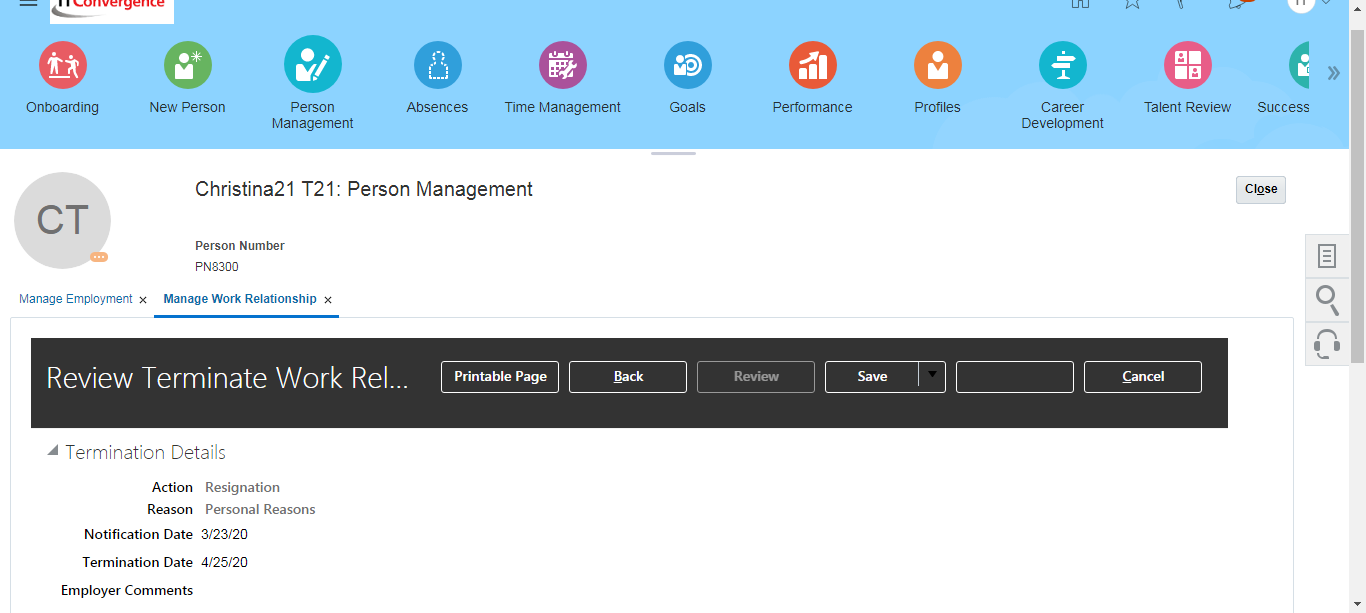 ITConvergence
Onboarding
New Person
Person
Management
Absences
Time Management
Goals
Performance
Profiles
Career
Development
Talent Review
Success
CT
Christina21 T21: Person Management
Close
Person Number
PN8300
Manage Employment ×
Manage Work Relationship ×
Review Terminate Work Rel...
Printable Page
Back
Review
Save
Cancel
Termination Details
Action Resignation
Reason Personal Reasons
Notification Date 3/23/20
Termination Date 4/25/20
Employer Comments